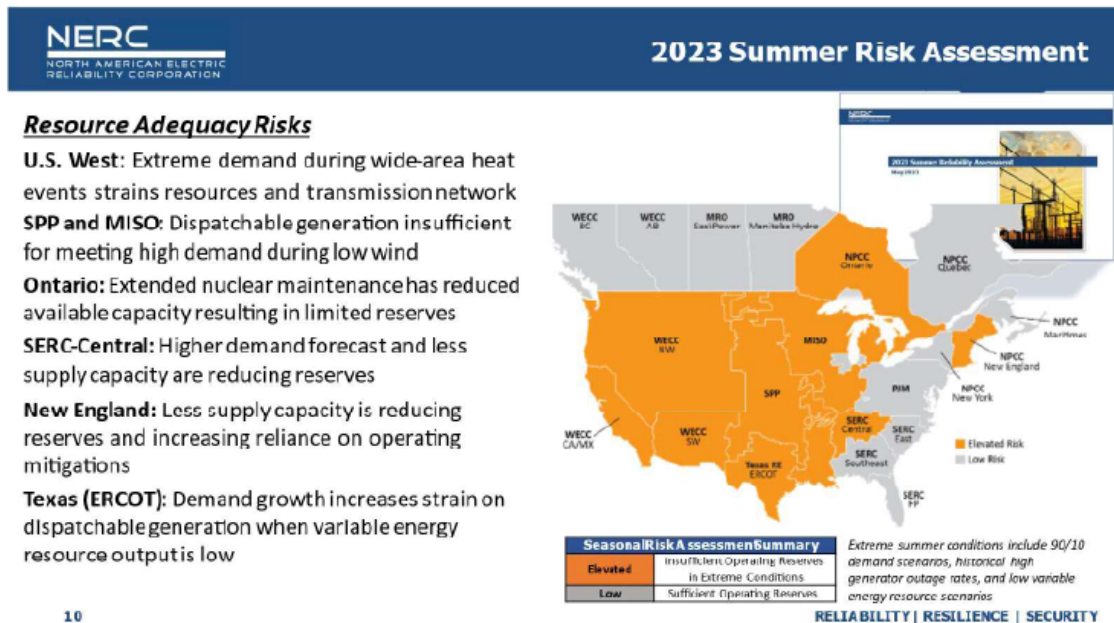 NERC
NORTH AMERICAN ELECTRIC
RELIABILITY CORPORATION
2023 Summer Risk Assessment
Resource Adequacy Risks
U.S. West: Extreme demand during wide-area heat
events strains resources and transmission network
SPP and MISO: Dispatchable generation insufficient
for meeting high demand during low wind
Ontario: Extended nuclear maintenance has reduced
available capacity resulting in limited reserves
SERC-Central: Higher demand forecast and less
supply capacity are reducing reserves
New England: Less supply capacity is reducing
reserves and increasing reliance on operating
mitigations
Texas (ERCOT): Demand growth increases strain on
dispatchable generation when variable energy
resource output is low
NERC
2023 Summer Reliability Assessment
May 2023
WECC
BC
WECC
AB
MRO
SaskPower
MRO
Manitoba Hydro
NPCC
Ontario
NPCC
Quebec
NPCC
Maritimes
NPCC
New England
NPCC
New York
WECC
NW
MISO
SPP
PJM
WECC
CA/MX
WECC
SW
SERC
Central
SERC
East
Texas RE
ERCOT
SERC
Southeast
SERC
FP
Elevated Risk
Low Risk
Seasonal Risk Assessment Summary
Elevated
Insufficient Operating Reserves
in Extreme Conditions
Low
Sufficient Operating Reserves
Extreme summer conditions include 90/10
demand scenarios, historical high
generator outage rates, and low variable
energy resource scenarios
10
RELIABILITY | RESILIENCE | SECURITY